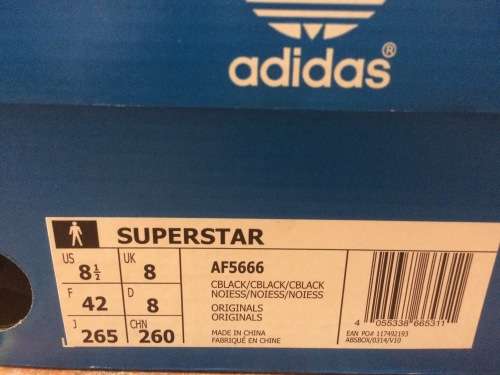 adidas®
SUPERSTAR
US 8½ UK 8
F 42 D 8
J 265 CHN 260
AF5666
CBLACK/CBLACK/CBLACK
NOIESS/NOIESS/NOIESS
ORIGINALS
ORIGINALS
MADE IN CHINA
FABRIQUÉ EN CHINE
4 055338 665311
EAN PO# 117492193
ABSBOX/0314/V10